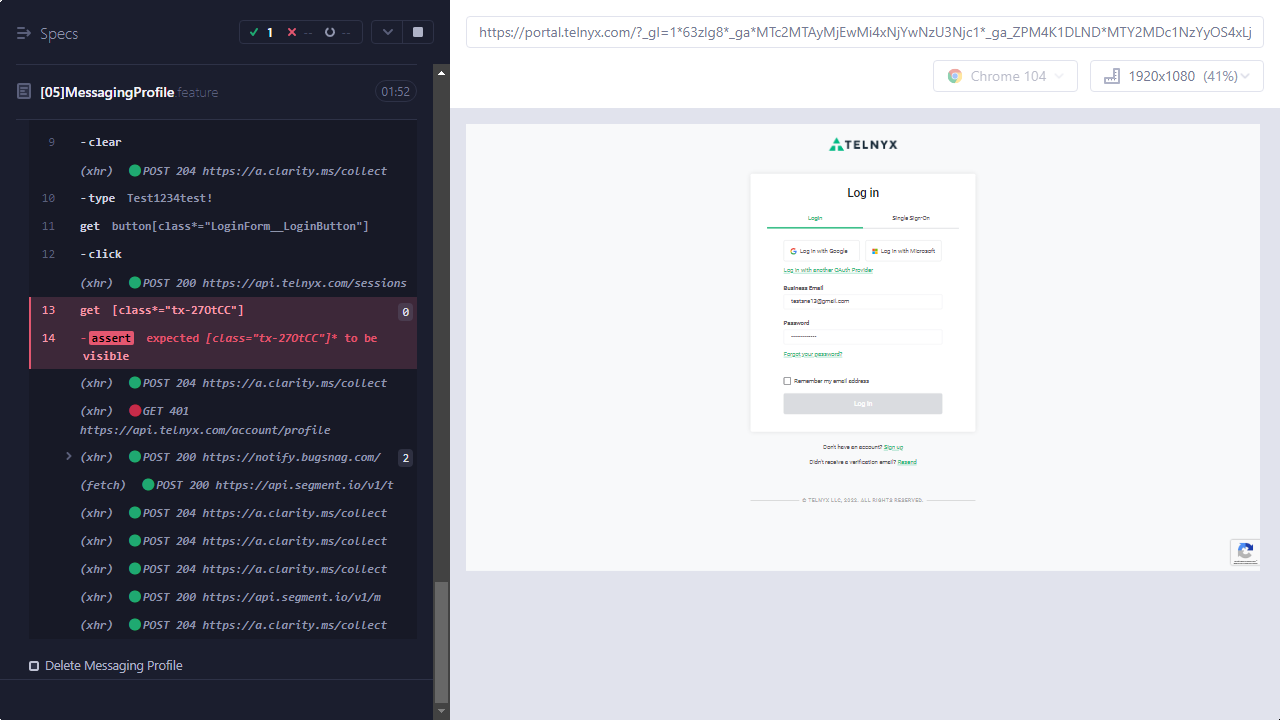 Specs
1
--
--
[05]MessagingProfile.feature
01:52
9 -clear
(xhr) POST 204 https://a.clarity.ms/collect
10 -type Test1234test!
11 get button[class*="LoginForm__LoginButton"]
12 -click
(xhr) POST 200 https://api.telnyx.com/sessions
13 get [class*="tx-27OtCC"] 0
14 -assert expected [class="tx-27OtCC"]* to be
visible
(xhr) POST 204 https://a.clarity.ms/collect
(xhr) GET 401
https://api.telnyx.com/account/profile
(xhr) POST 200 https://notify.bugsnag.com/ 2
(fetch) POST 200 https://api.segment.io/v1/t
(xhr) POST 204 https://a.clarity.ms/collect
(xhr) POST 204 https://a.clarity.ms/collect
(xhr) POST 204 https://a.clarity.ms/collect
(xhr) POST 200 https://api.segment.io/v1/m
(xhr) POST 204 https://a.clarity.ms/collect
Delete Messaging Profile
https://portal.telnyx.com/?_gl=1*63zlg8*_ga*MTc2MTAyMjEwMi4xNjYwNzU3Njc1*_ga_ZPM4K1DLND*MTY2MDc1NzYyOS4xLj
Chrome 104
1920x1080 (41%)
TELNYX
Log in
Login
Single Sign-On
Log in with Google
Log in with Microsoft
Log in with another OAuth Provider
Business Email
testsne13@gmail.com
Password
Forgot your password?
Remember my email address
Log in
Don't have an account? Sign up
Didn't receive a verification email? Resend
© TELNYX LLC, 2022. ALL RIGHTS RESERVED.